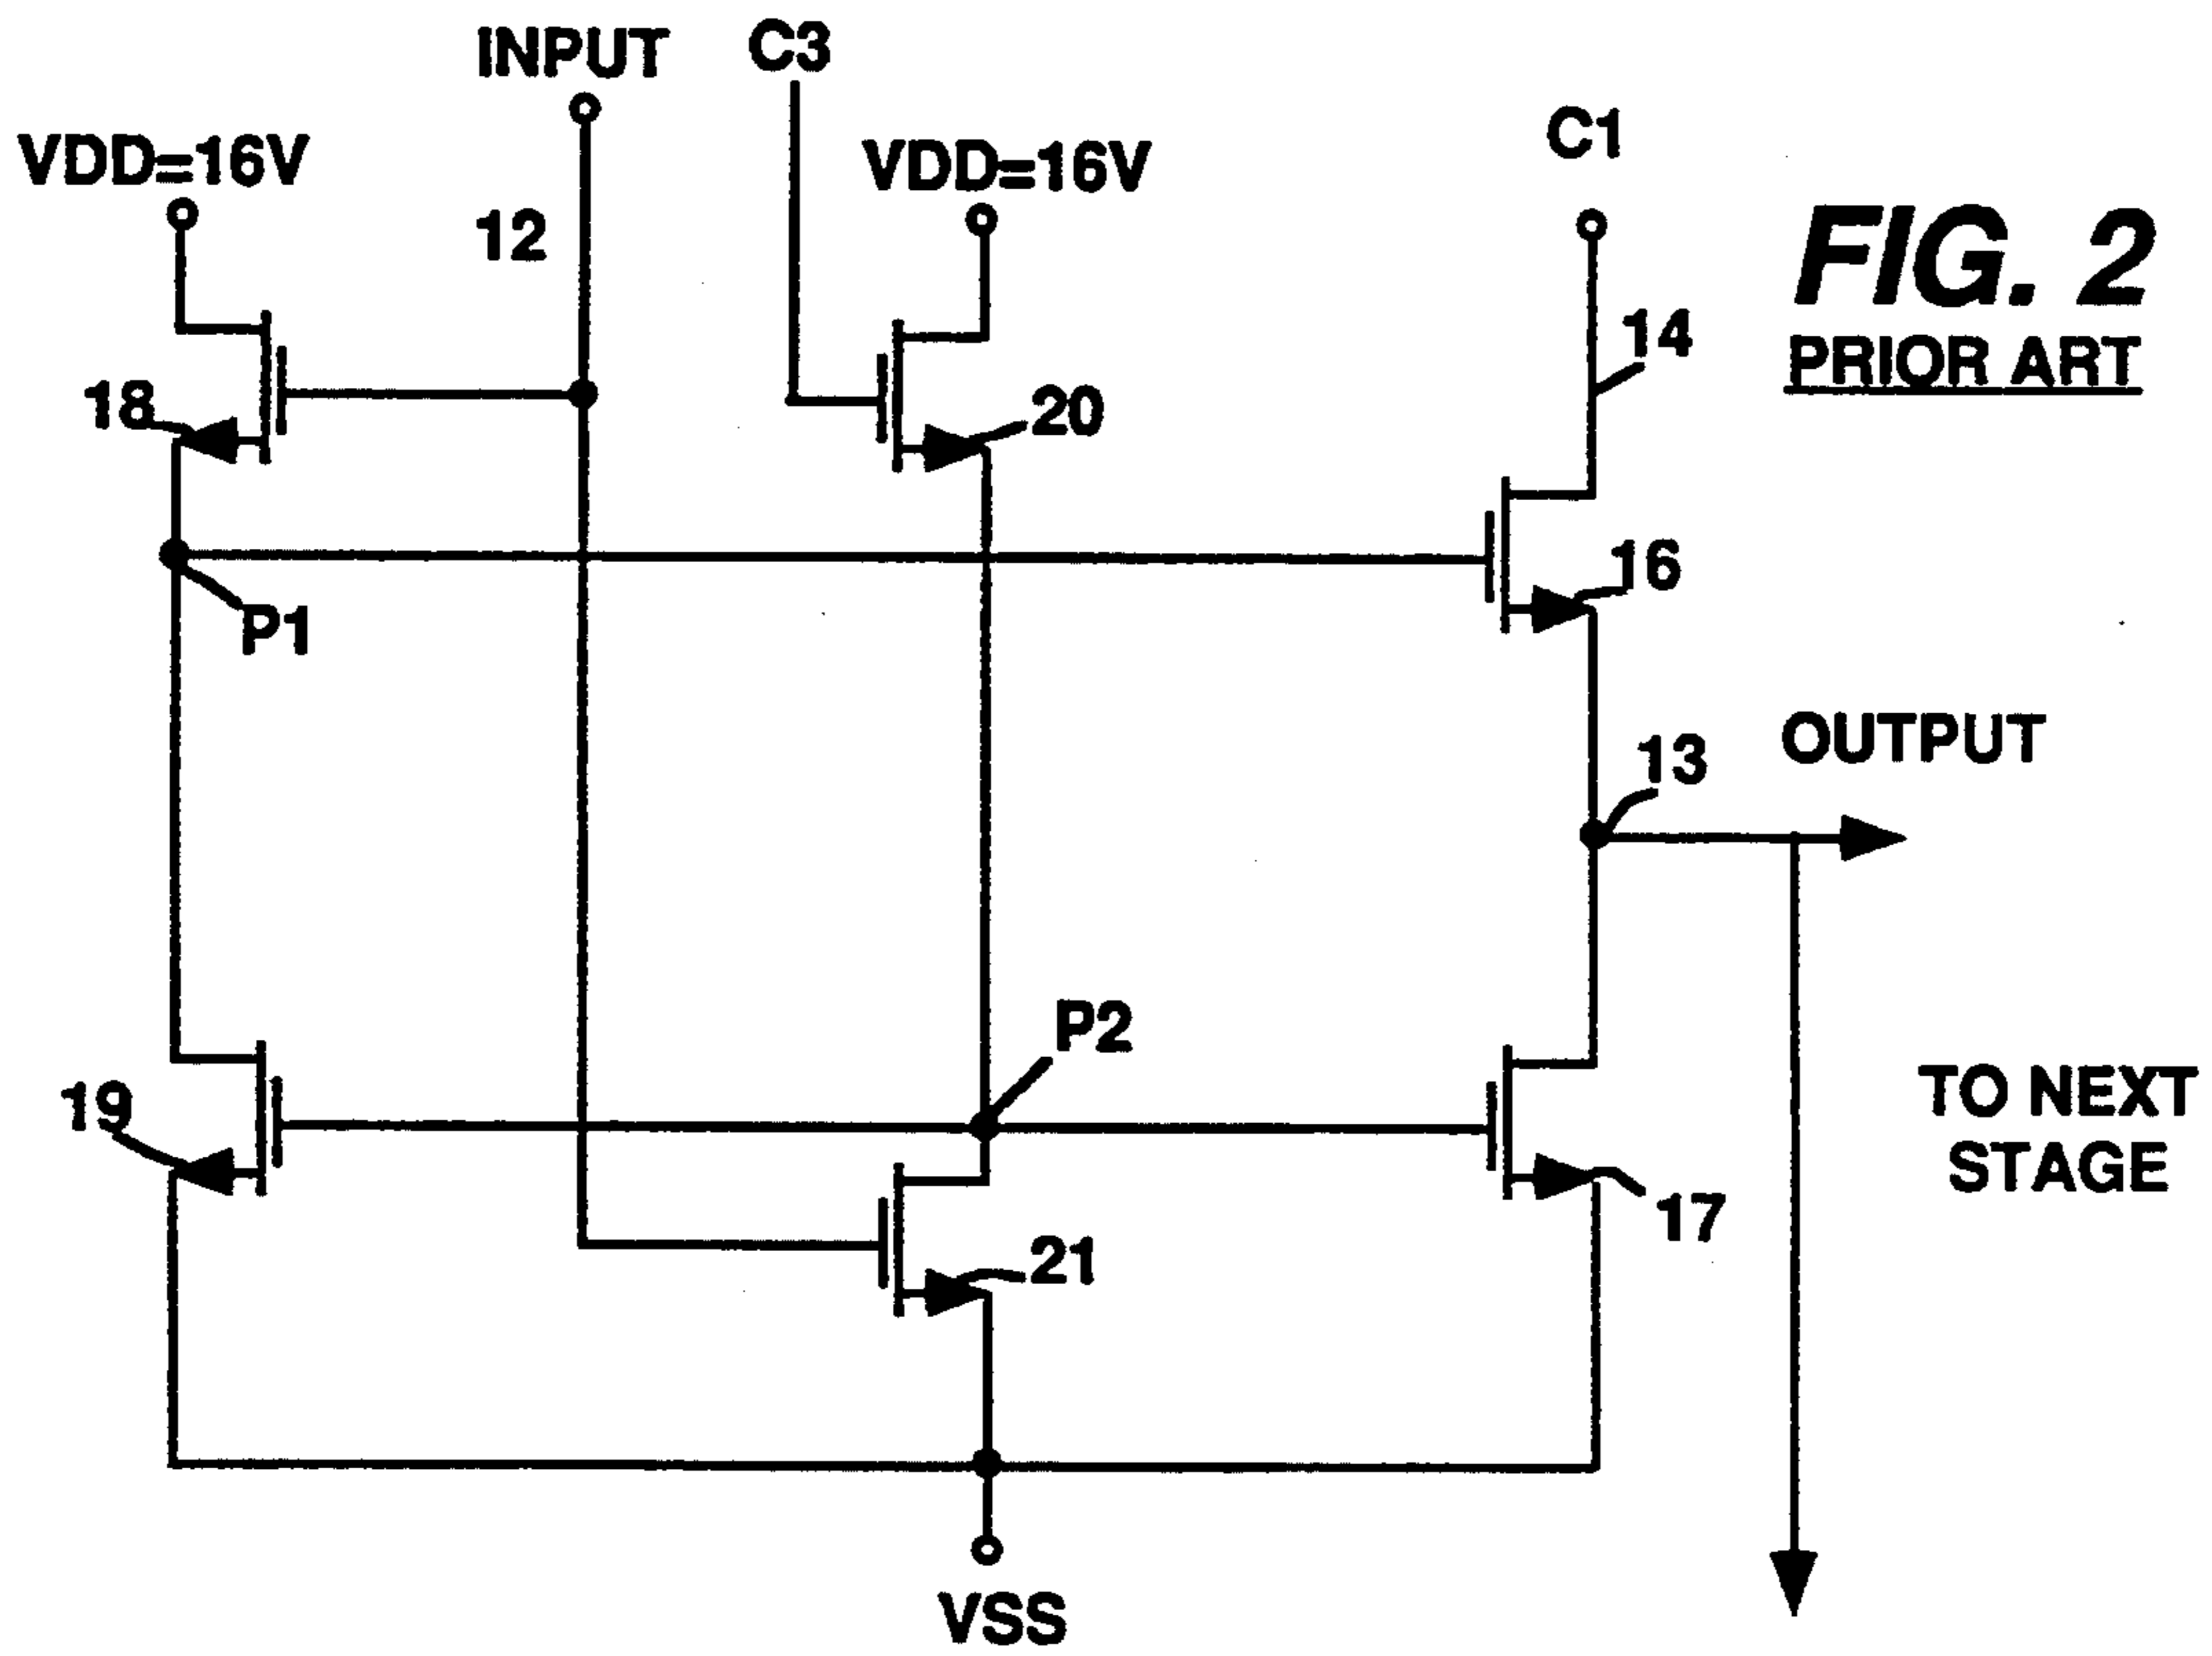 INPUT
C3
VDD=16V
VDD=16V
C1
12
FIG. 2
PRIOR ART
14
18
20
16
P1
13
OUTPUT
P2
19
TO NEXT
STAGE
17
21
VSS